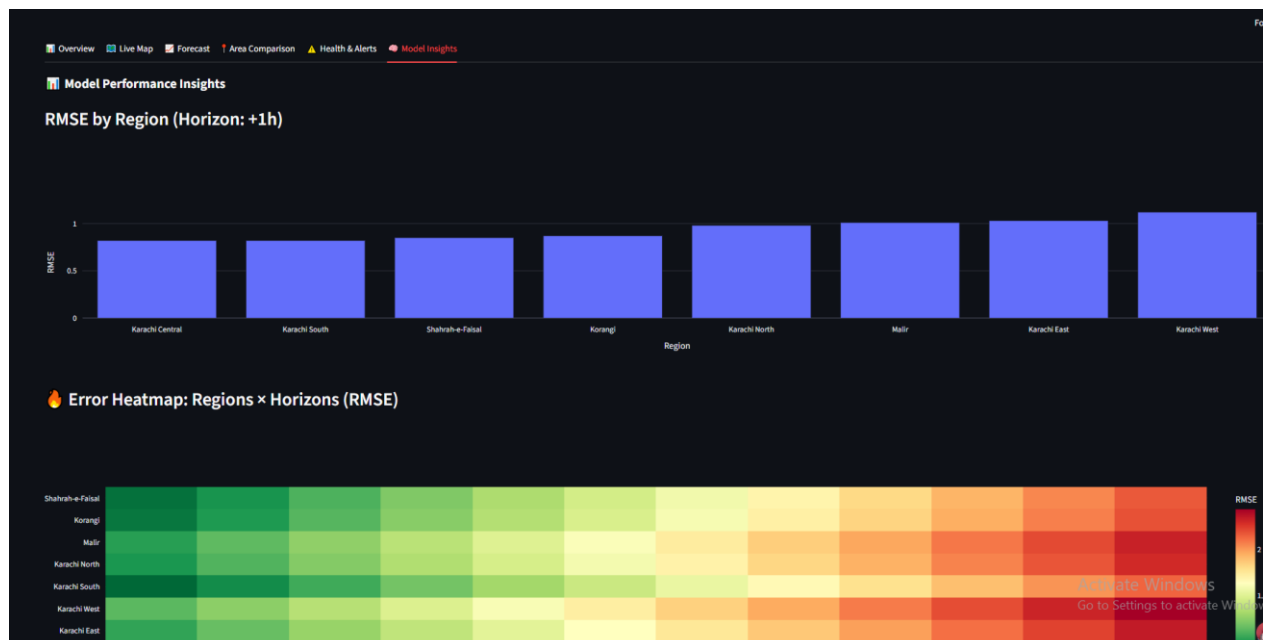 Fo
📊 Overview 🗺️ Live Map 📈 Forecast 📍 Area Comparison ⚠️ Health & Alerts 🧠 Model Insights
📊 Model Performance Insights
RMSE by Region (Horizon: +1h)
1
RMSE
0.5
0
Karachi Central Karachi South Shahrah-e-Faisal Korangi Karachi North Malir Karachi East Karachi West
Region
🔥 Error Heatmap: Regions × Horizons (RMSE)
Shahrah-e-Faisal
RMSE
Korangi
Malir
2
Karachi North
Karachi South
Activate Windows
1.
Karachi West
Go to Settings to activate Windows
Karachi East